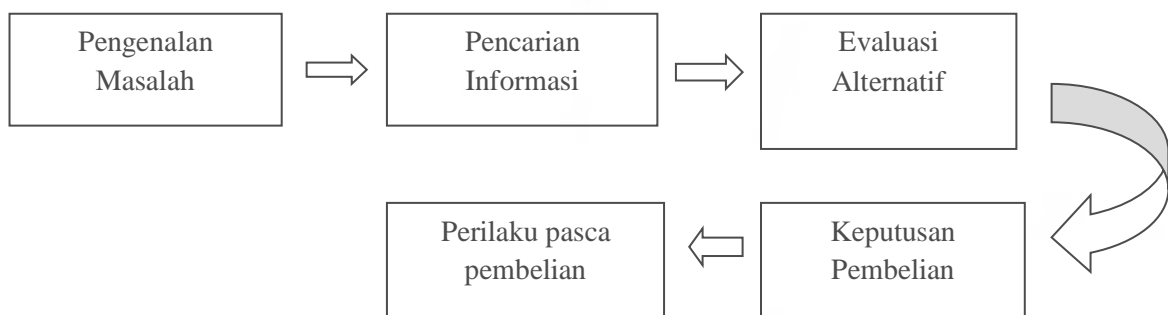 Pengenalan
Masalah
Pencarian
Informasi
Evaluasi
Alternatif
Keputusan
Pembelian
Perilaku pasca
pembelian